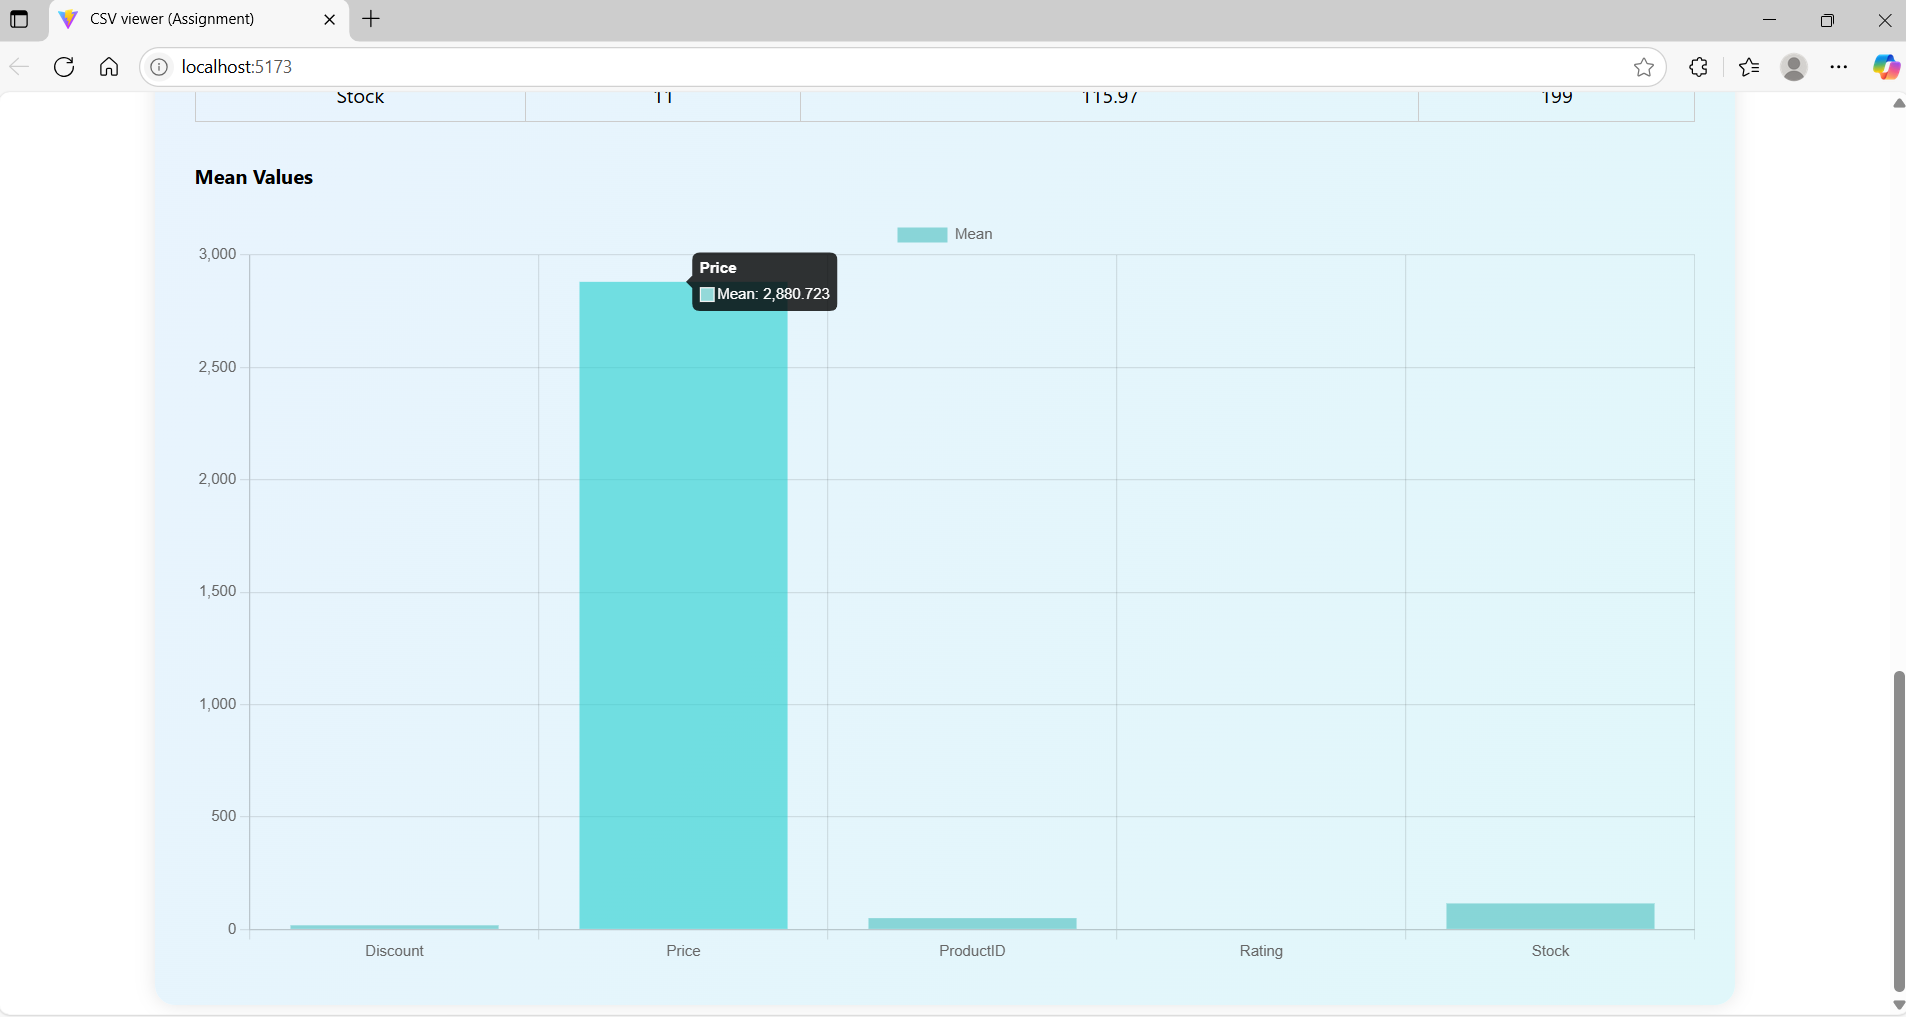 CSV viewer (Assignment)
localhost:5173
Stock 11 115.97 199
Mean Values
Mean
3,000
Price
Mean: 2,880.723
2,500
2,000
1,500
1,000
500
0
Discount Price ProductID Rating Stock